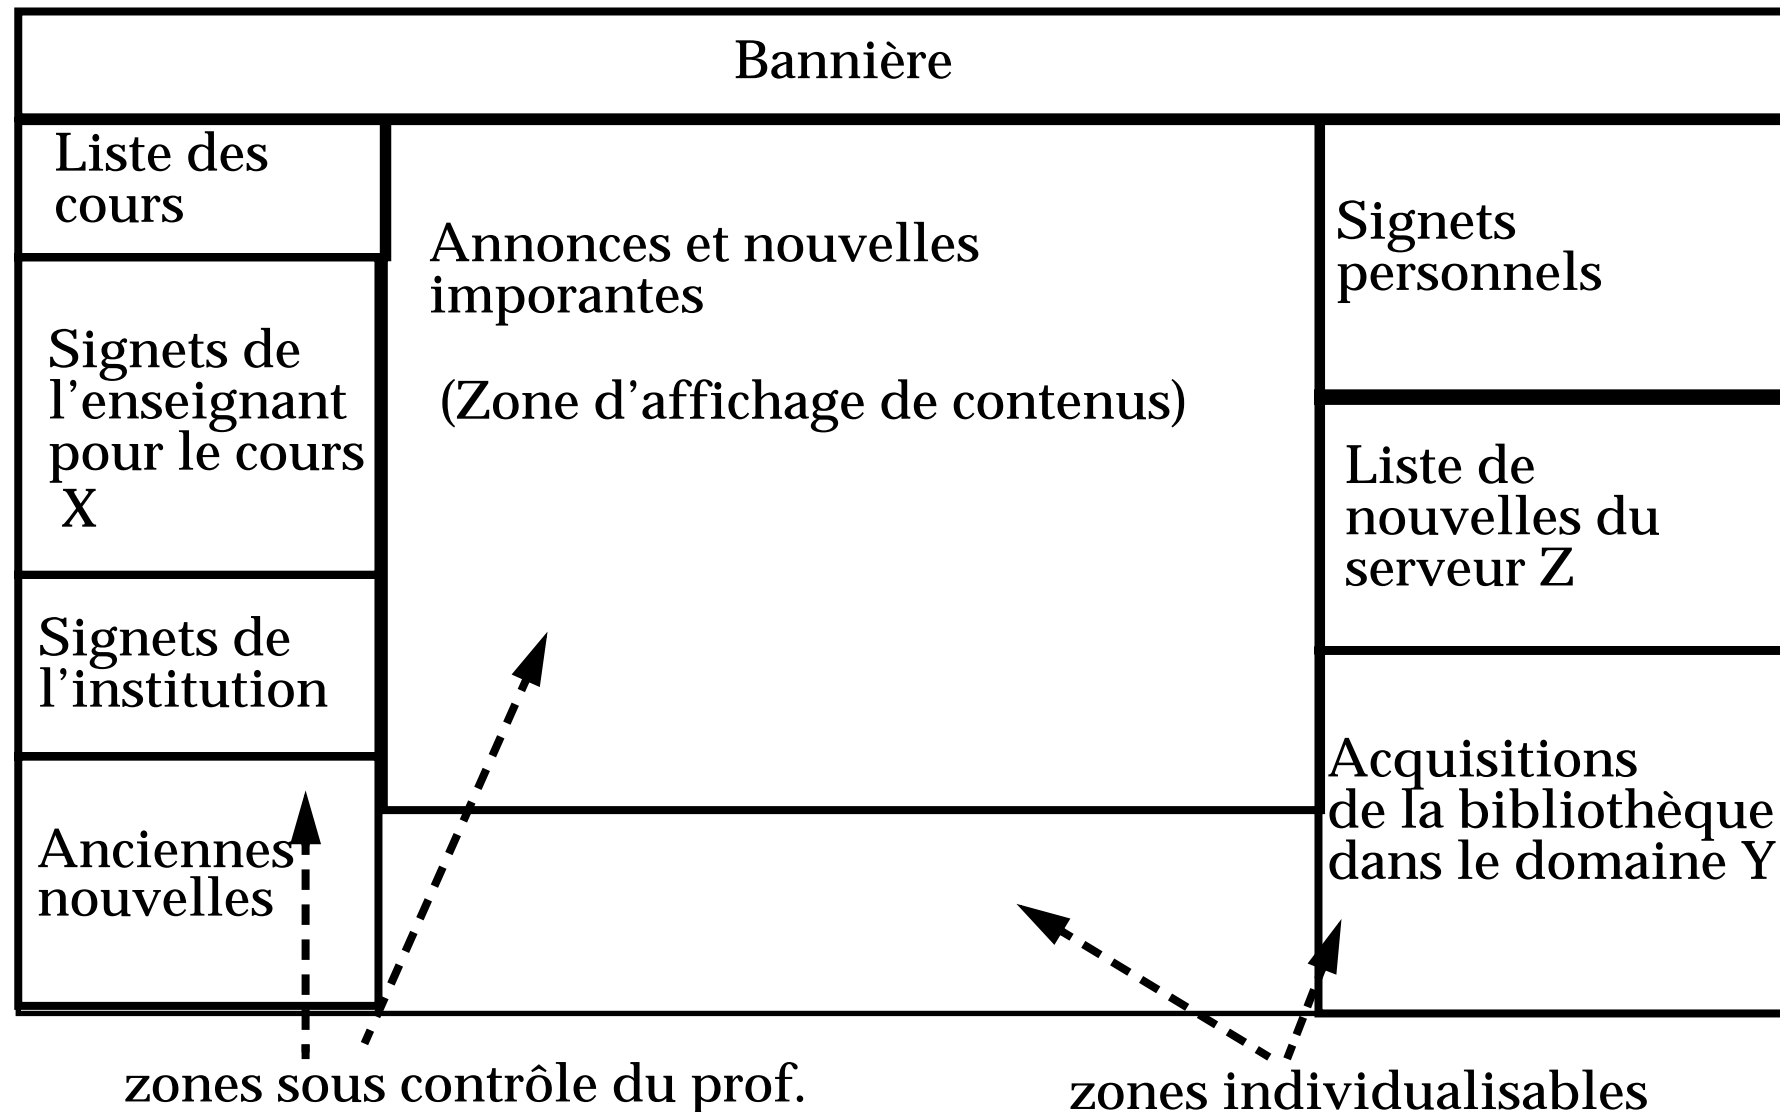 Bannière
Liste des
cours
Signets de
l'enseignant
pour le cours
X
Signets de
l'institution
Anciennes
nouvelles
Annonces et nouvelles
imporantes
(Zone d'affichage de contenus)
Signets
personnels
Liste de
nouvelles du
serveur Z
Acquisitions
de la bibliothèque
dans le domaine Y
zones sous contrôle du prof.
zones individualisables